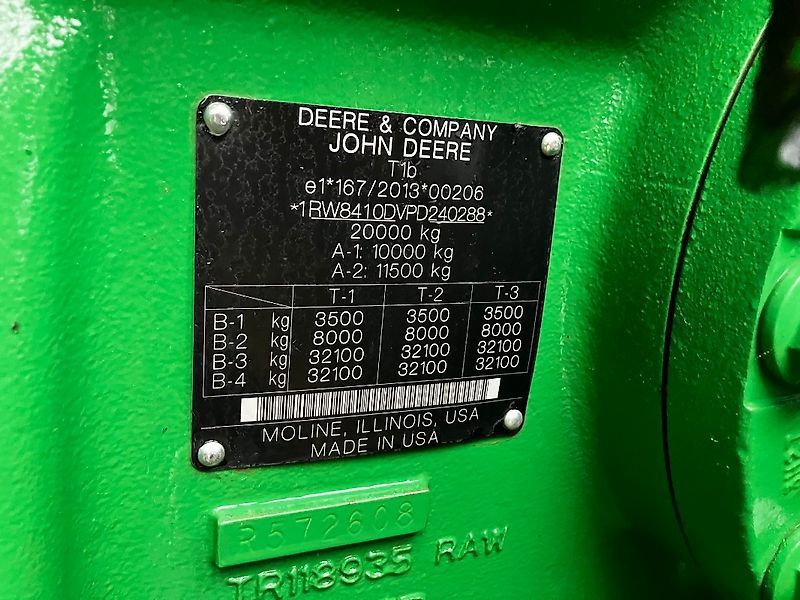 DEERE & COMPANY
JOHN DEERE
T1b
e1*167/2013*00206
*1RW8410DVPD240288*
20000 kg
A-1: 10000 kg
A-2: 11500 kg
T-1 T-2 T-3
B-1 kg 3500 3500 3500
B-2 kg 8000 8000 8000
B-3 kg 32100 32100 32100
B-4 kg 32100 32100 32100
MOLINE, ILLINOIS, USA
MADE IN USA
R572608
TR118935 RAW